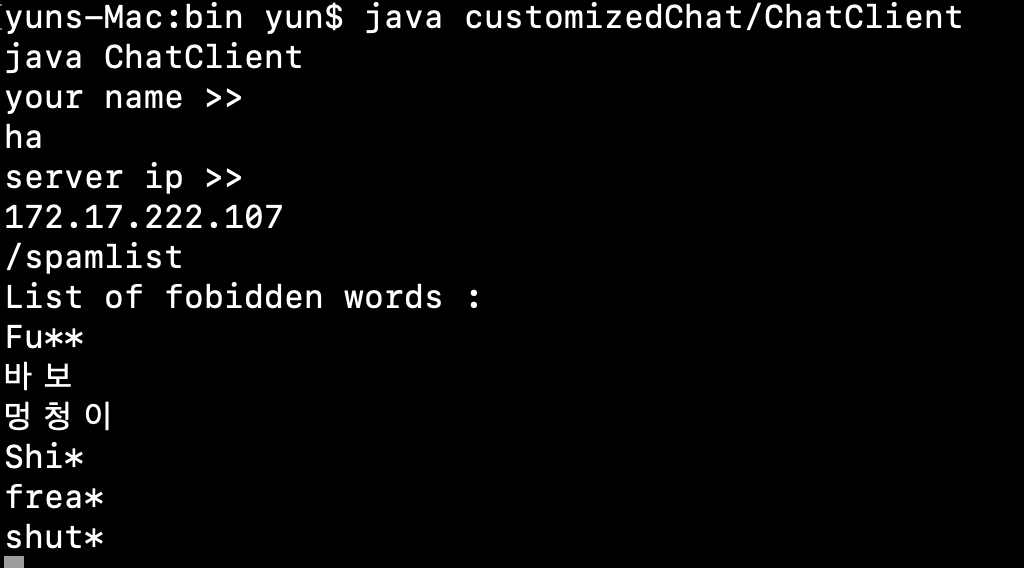 yuns-Mac:bin yun$ java customizedChat/ChatClient
java ChatClient
your name >>
ha
server ip >>
172.17.222.107
/spamlist
List of fobidden words :
Fu**
바보
멍청이
Shi*
frea*
shut*